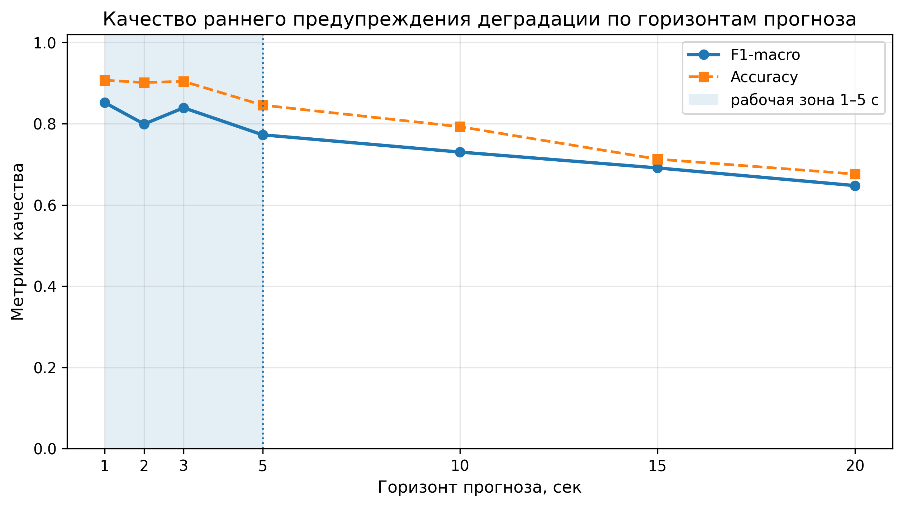 Качество раннего предупреждения деградации по горизонтам прогноза
1.0
0.8
0.6
0.4
0.2
0.0
Метрика качества
F1-macro
Accuracy
рабочая зона 1–5 с
1 2 3 5 10 15 20
Горизонт прогноза, сек